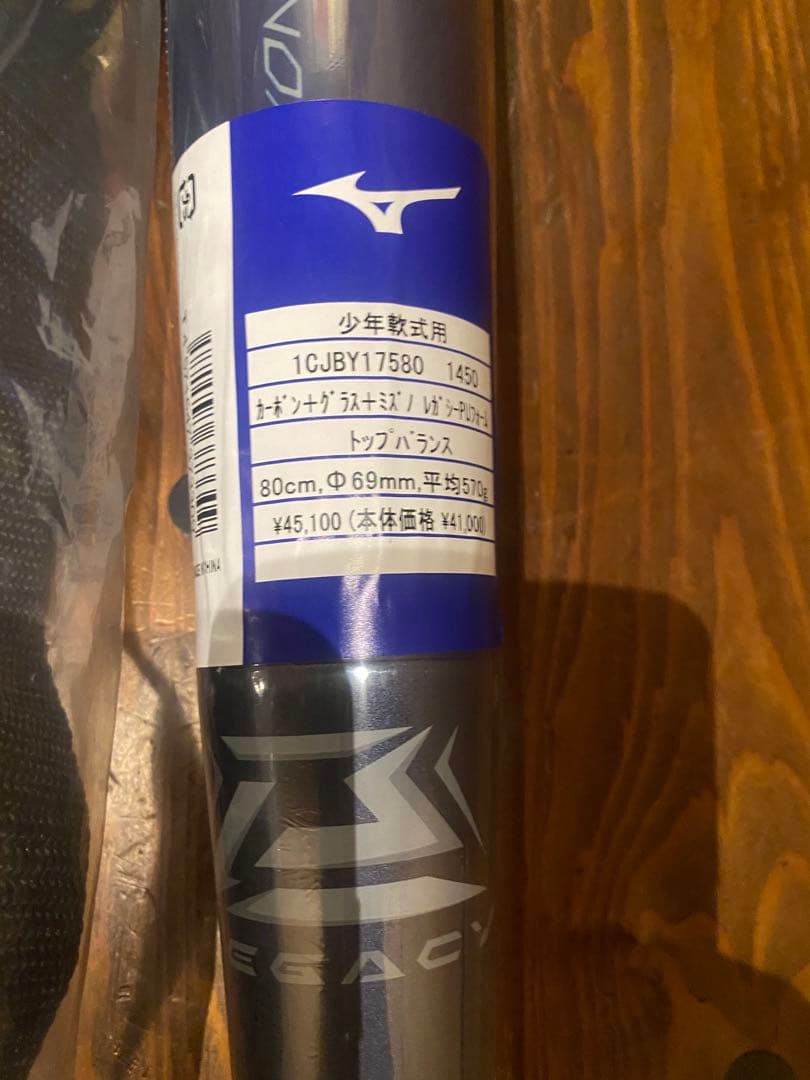 少年軟式用
1CJBY17580 1450
ｶｰﾎﾞﾝ+ｸﾞﾗｽ+ﾐｽﾞﾉ ﾚｶﾞｼｰPUﾌｫｰﾑ
ﾄｯﾌﾟﾊﾞﾗﾝｽ
80cm,Φ69mm,平均570g
¥45,100(本体価格 ¥41,000)
EGACY